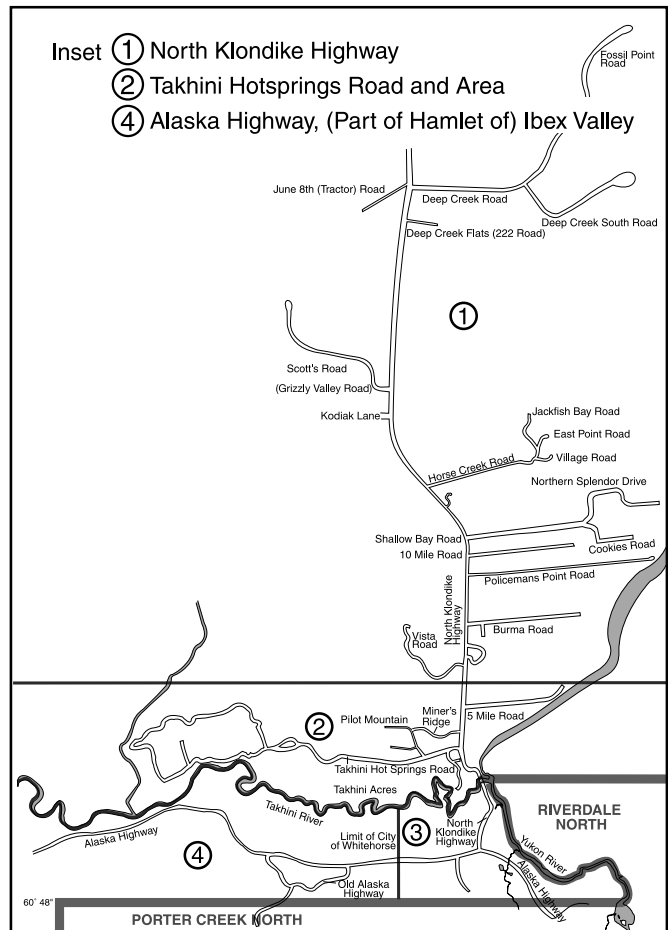 Inset ① North Klondike Highway
② Takhini Hotsprings Road and Area
④ Alaska Highway, (Part of Hamlet of) Ibex Valley
Fossil Point
Road
June 8th (Tractor) Road
Deep Creek Road
Deep Creek South Road
Deep Creek Flats (222 Road)
①
Scott's Road
(Grizzly Valley Road)
Kodiak Lane
Jackfish Bay Road
East Point Road
Village Road
Horse Creek Road
Northern Splendor Drive
Shallow Bay Road
10 Mile Road
Cookies Road
Policemans Point Road
North Klondike
Highway
Burma Road
Vista
Road
②
Pilot Mountain
Miner's
Ridge
5 Mile Road
Takhini Hot Springs Road
Takhini Acres
Takhini River
③
North
Klondike
Highway
RIVERDALE
NORTH
Alaska Highway
Limit of City
of Whitehorse
Yukon River
④
Old Alaska
Highway
Alaska Highway
60° 48"
PORTER CREEK NORTH